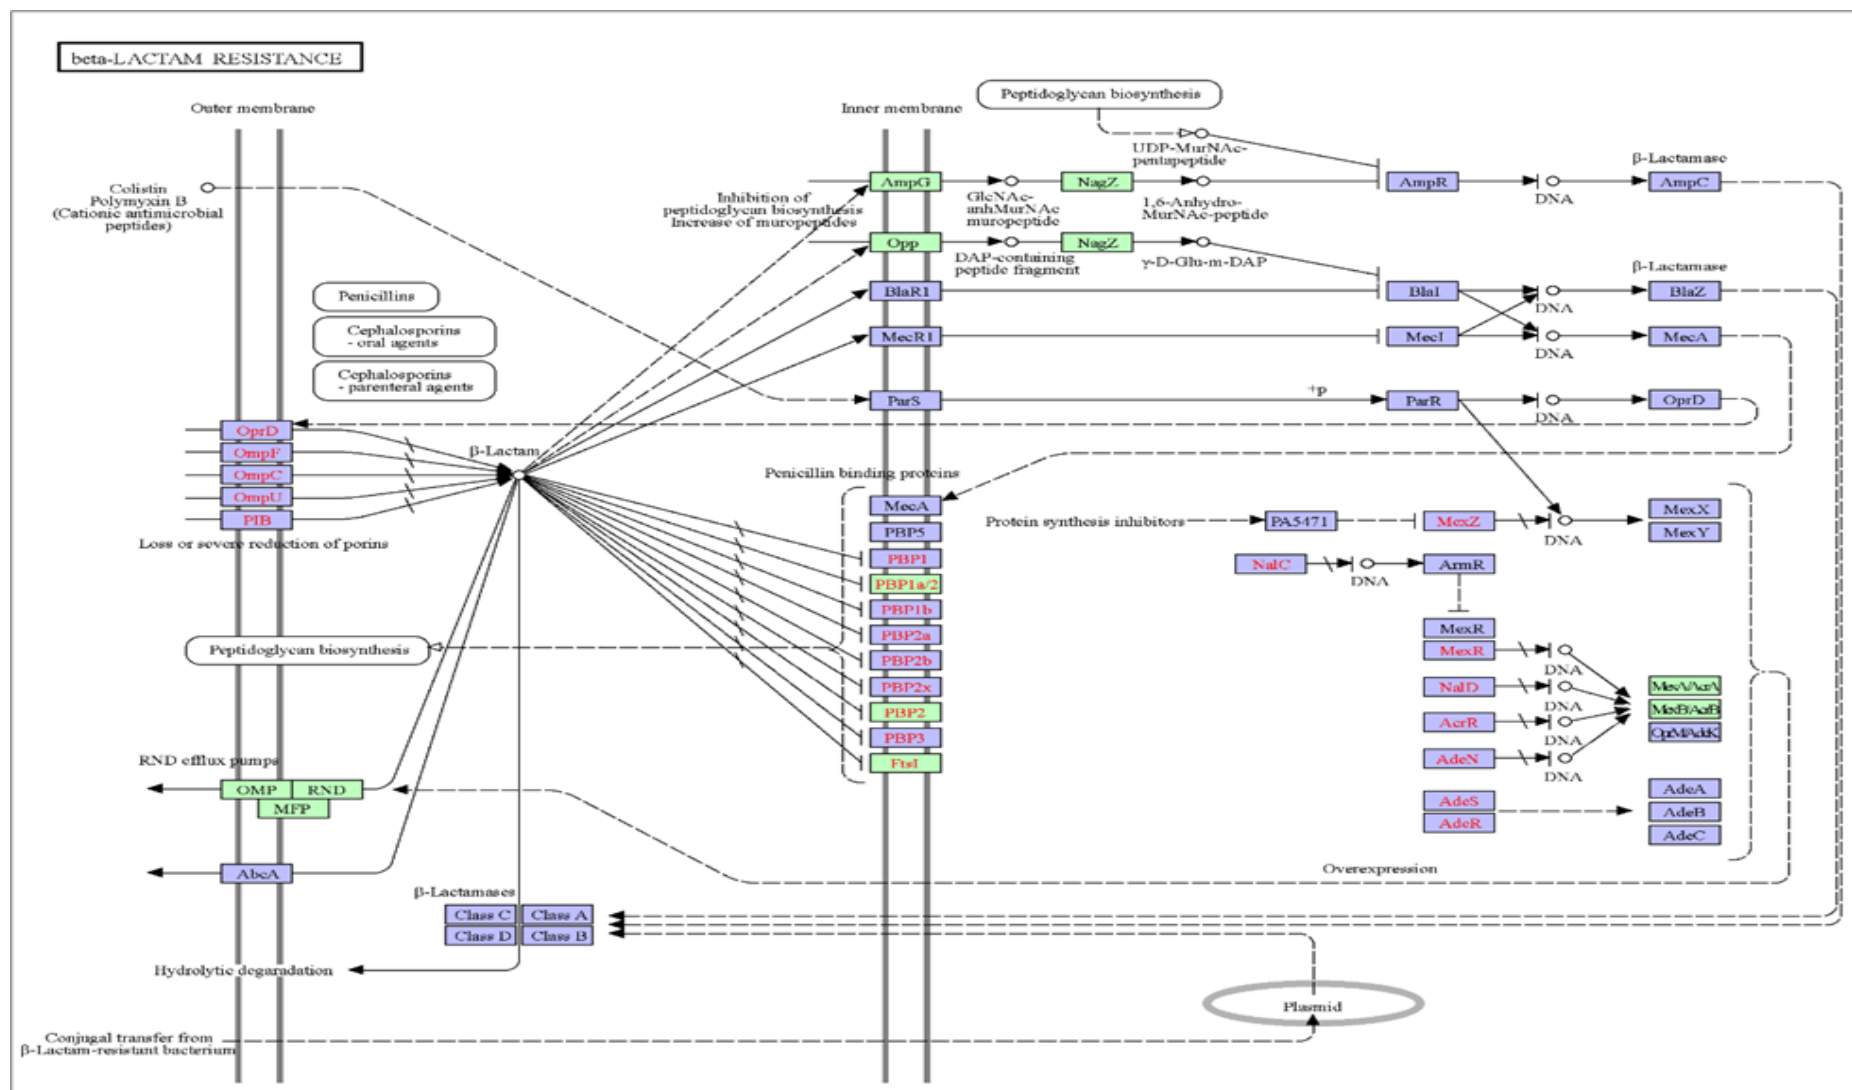 beta-LACTAM RESISTANCE
Outer membrane
Inner membrane
Peptidoglycan biosynthesis
UDP-MurNAc-
pentapeptide
Colistin
Polymyxin B
(Cationic antimicrobial
peptides)
Inhibition of
peptidoglycan biosynthesis
Increase of muropeptides
AmpG
GlcNAc-
anhMurNAc
muropeptide
NagZ
1,6-Anhydro-
MurNAc-peptide
AmpR
DNA
β-Lactamase
AmpC
Opp
DAP-containing
peptide fragment
NagZ
γ-D-Glu-m-DAP
BlaR1
BlaI
DNA
β-Lactamase
BlaZ
MecR1
MecI
DNA
MecA
Penicillins
Cephalosporins
- oral agents
Cephalosporins
- parenteral agents
ParS
+p
ParR
DNA
OprD
OprD
OmpF
OmpC
OmpU
PIB
Loss or severe reduction of porins
β-Lactam
Penicillin binding proteins
MecA
PBP5
PBP1
PBP1a/2
PBP1b
PBP2a
PBP2b
PBP2x
PBP2
PBP3
FtsI
Protein synthesis inhibitors
PA5471
MexZ
DNA
MexX
MexY
NalC
DNA
ArmR
MexR
MexR
DNA
NalD
DNA
AcrR
DNA
AdeN
DNA
MexA/AcrA
MexB/AcrB
OprM/AdeK
AdeS
AdeR
AdeA
AdeB
AdeC
Peptidoglycan biosynthesis
RND efflux pumps
OMP
RND
MFP
AbcA
Overexpression
β-Lactamases
Class C
Class A
Class D
Class B
Hydrolytic degaradation
Plasmid
Conjugal transfer from
β-Lactam-resistant bacterium